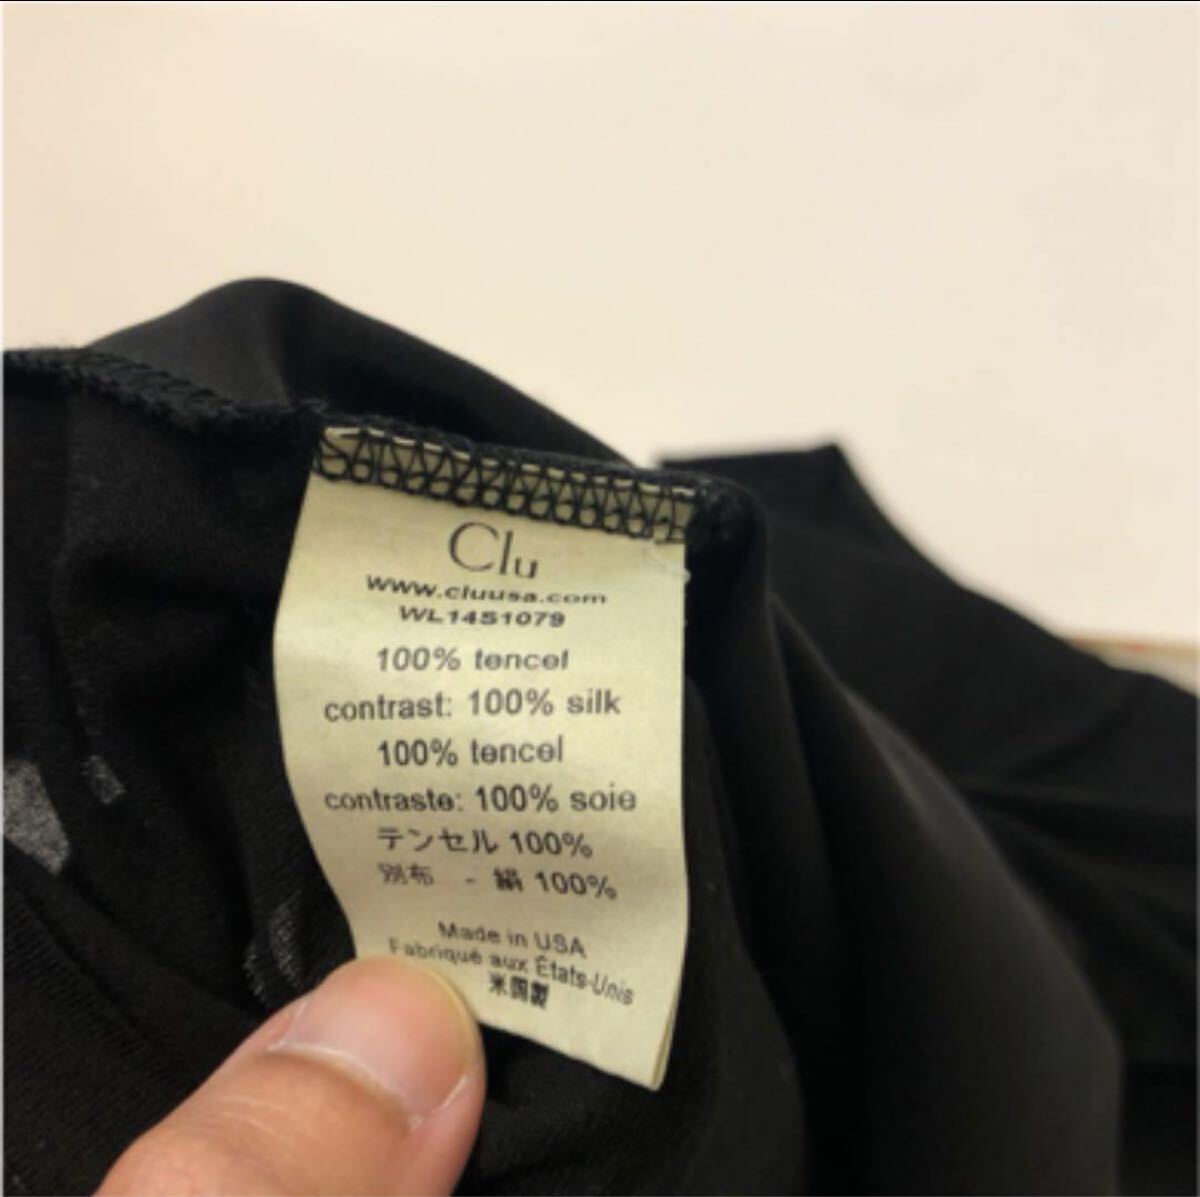 Clu
www.cluusa.com
WL14S1079
100% tencel
contrast: 100% silk
100% tencel
contraste: 100% soie
テンセル 100%
別布 - 絹 100%
Made in USA
Fabriqué aux États-Unis
米国製